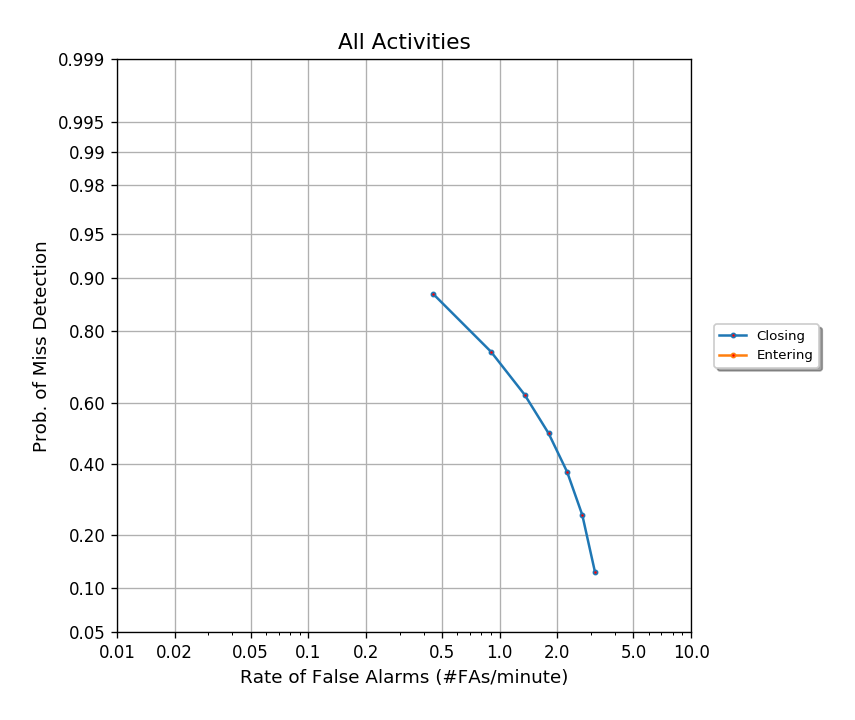 All Activities
0.999
0.995
0.99
0.98
0.95
0.90
0.80
0.60
0.40
0.20
0.10
0.05
Prob. of Miss Detection
0.01 0.02 0.05 0.1 0.2 0.5 1.0 2.0 5.0 10.0
Rate of False Alarms (#FAs/minute)
Closing
Entering